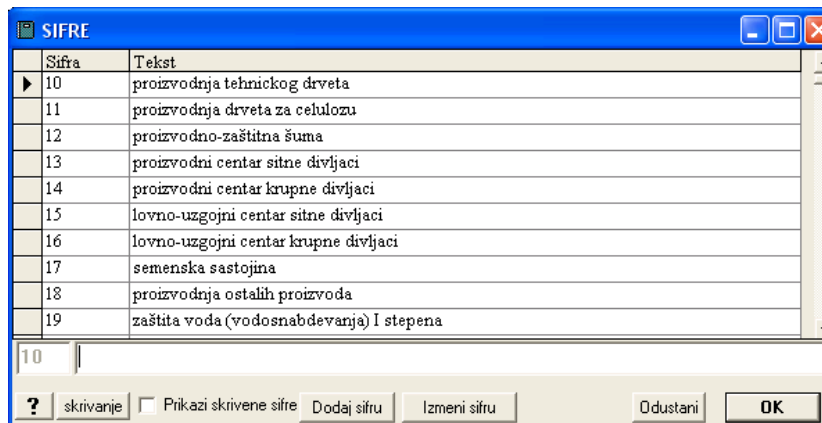 SIFRE
Sifra Tekst
10 proizvodnja tehnickog drveta
11 proizvodnja drveta za celulozu
12 proizvodno-zaštitna šuma
13 proizvodni centar sitne divljaci
14 proizvodni centar krupne divljaci
15 lovno-uzgojni centar sitne divljaci
16 lovno-uzgojni centar krupne divljaci
17 semenska sastojina
18 proizvodnja ostalih proizvoda
19 zaštita voda (vodosnabdevanja) I stepena
10
? skrivanje Prikazi skrivene sifre Dodaj sifru Izmeni sifru Odustani OK